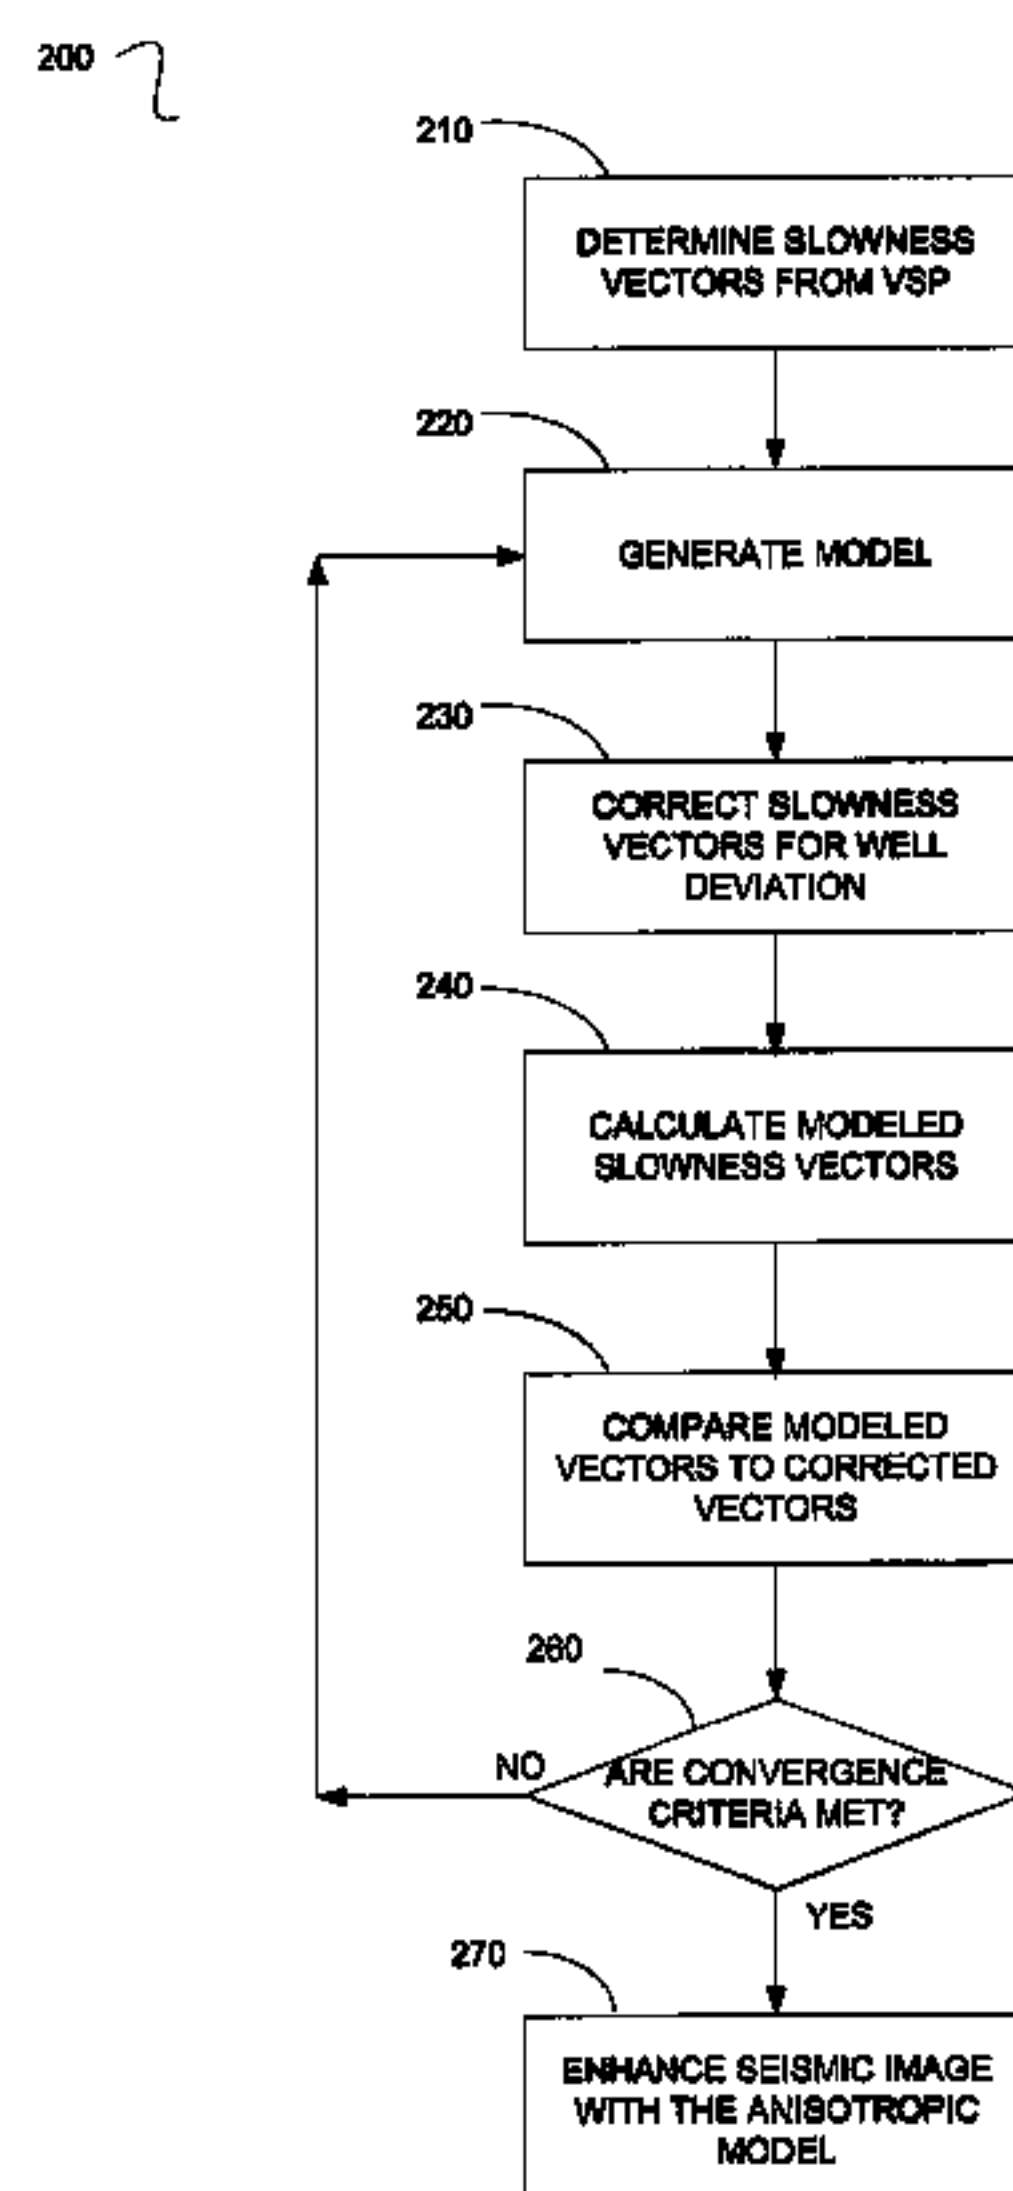 200
210
DETERMINE SLOWNESS
VECTORS FROM VSP
220
GENERATE MODEL
230
CORRECT SLOWNESS
VECTORS FOR WELL
DEVIATION
240
CALCULATE MODELED
SLOWNESS VECTORS
250
COMPARE MODELED
VECTORS TO CORRECTED
VECTORS
260
NO
ARE CONVERGENCE
CRITERIA MET?
YES
270
ENHANCE SEISMIC IMAGE
WITH THE ANISOTROPIC
MODEL